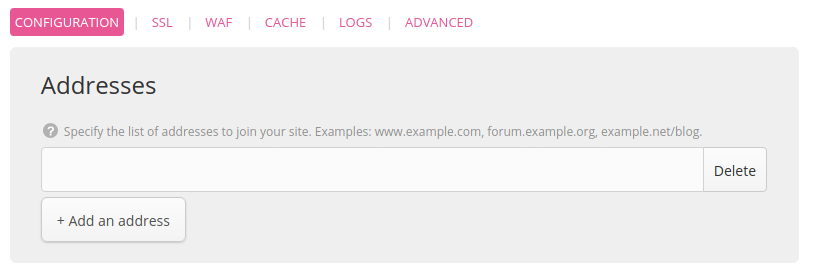 CONFIGURATION | SSL | WAF | CACHE | LOGS | ADVANCED
Addresses
? Specify the list of addresses to join your site. Examples: www.example.com, forum.example.org, example.net/blog.
Delete
+ Add an address